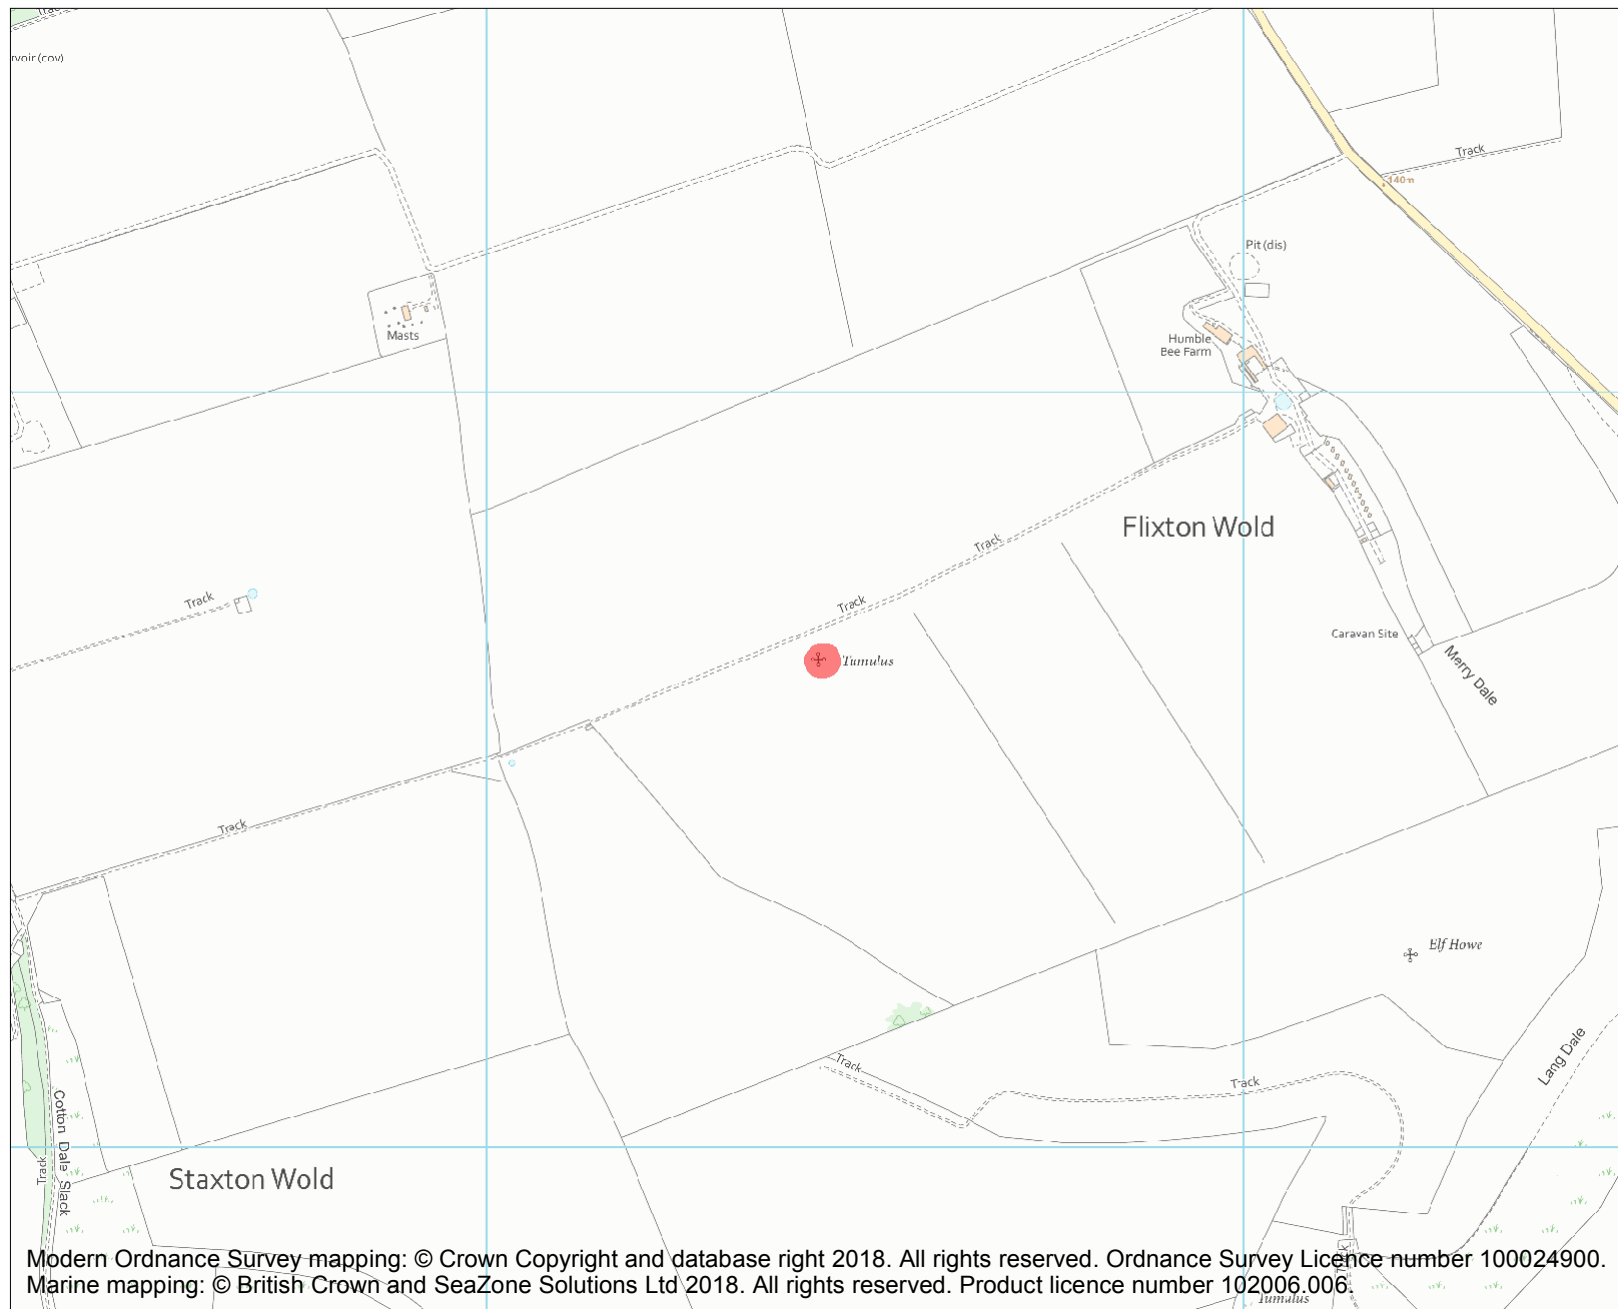 Track
rvoir (cov)
Track
140m
Pit (dis)
Masts
Humble
Bee Farm
Flixton Wold
Track
Track
Track
Caravan Site
Tumulus
Merry Dale
Track
Elf Howe
Lang Dale
Track
Track
Cotton Dale Slack
Track
Staxton Wold
Track
Modern Ordnance Survey mapping: © Crown Copyright and database right 2018. All rights reserved. Ordnance Survey Licence number 100024900.
Marine mapping: © British Crown and SeaZone Solutions Ltd 2018. All rights reserved. Product licence number 102006.006.
Tumulus